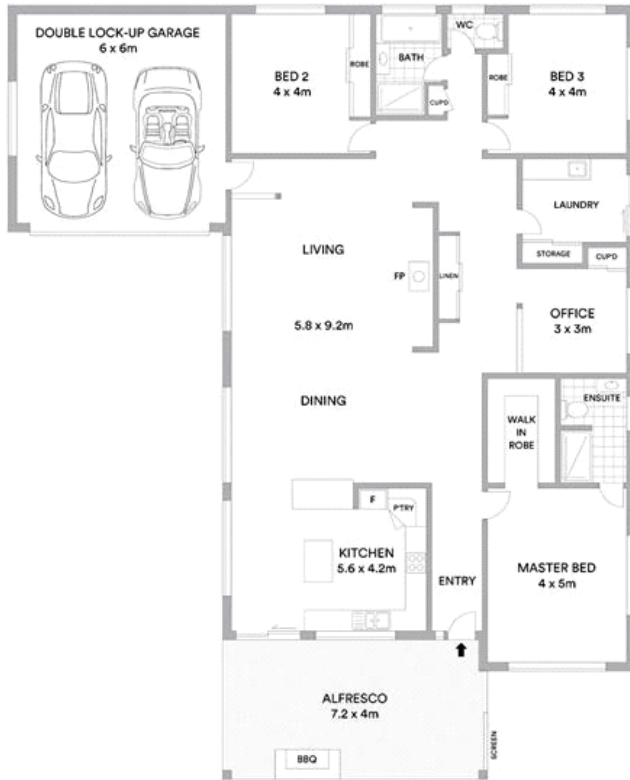 DOUBLE LOCK-UP GARAGE
6 x 6m
BED 2
4 x 4m
ROBE
BATH
WC
CUP'D
ROBE
BED 3
4 x 4m
LAUNDRY
STORAGE
CUP'D
LIVING
FP
LINEN
5.8 x 9.2m
OFFICE
3 x 3m
DINING
WALK
IN
ROBE
ENSUITE
F
P'TRY
KITCHEN
5.6 x 4.2m
ENTRY
MASTER BED
4 x 5m
ALFRESCO
7.2 x 4m
SCREEN
BBQ